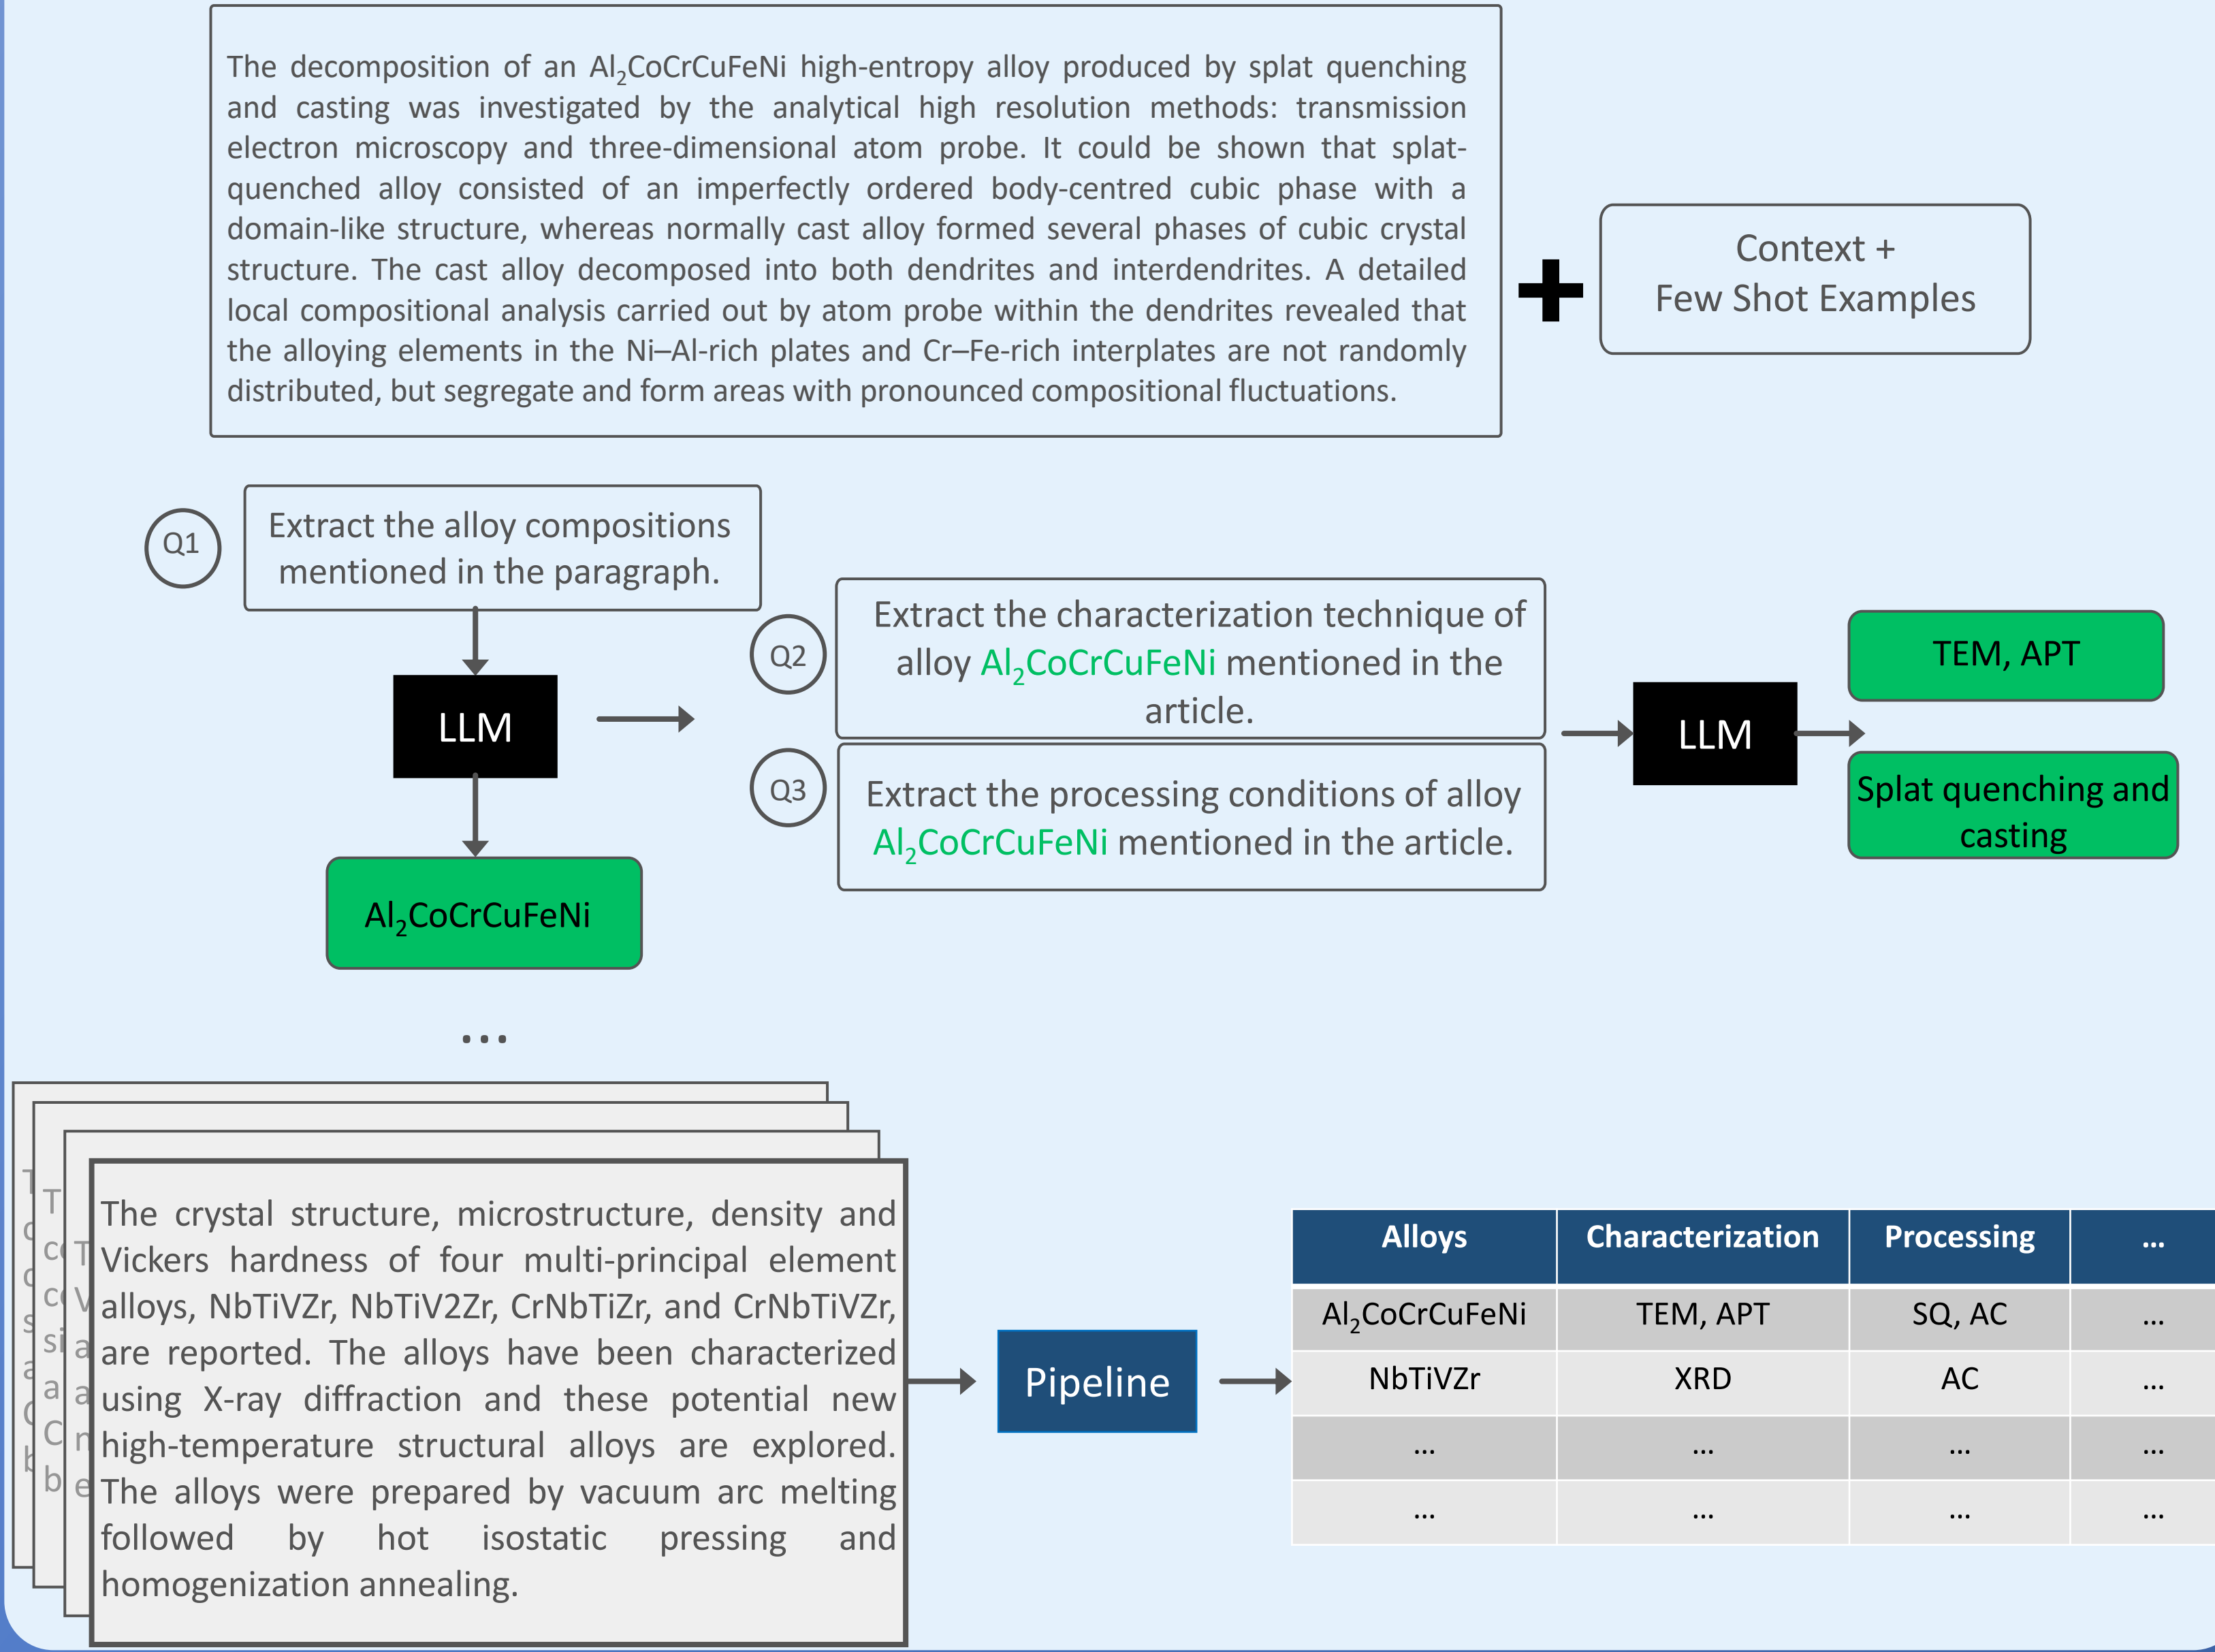 The decomposition of an Al₂CoCrCuFeNi high-entropy alloy produced by splat quenching
and casting was investigated by the analytical high resolution methods: transmission
electron microscopy and three-dimensional atom probe. It could be shown that splat-
quenched alloy consisted of an imperfectly ordered body-centred cubic phase with a
domain-like structure, whereas normally cast alloy formed several phases of cubic crystal
structure. The cast alloy decomposed into both dendrites and interdendrites. A detailed
local compositional analysis carried out by atom probe within the dendrites revealed that
the alloying elements in the Ni–Al-rich plates and Cr–Fe-rich interplates are not randomly
distributed, but segregate and form areas with pronounced compositional fluctuations.
+
Context +
Few Shot Examples
Q1
Extract the alloy compositions
mentioned in the paragraph.
LLM
Al₂CoCrCuFeNi
Q2
Extract the characterization technique of
alloy Al₂CoCrCuFeNi mentioned in the
article.
Q3
Extract the processing conditions of alloy
Al₂CoCrCuFeNi mentioned in the article.
LLM
TEM, APT
Splat quenching and
casting
...
The crystal structure, microstructure, density and
Vickers hardness of four multi-principal element
alloys, NbTiVZr, NbTiV2Zr, CrNbTiZr, and CrNbTiVZr,
are reported. The alloys have been characterized
using X-ray diffraction and these potential new
high-temperature structural alloys are explored.
The alloys were prepared by vacuum arc melting
followed by hot isostatic pressing and
homogenization annealing.
Pipeline
Alloys Characterization Processing ...
Al₂CoCrCuFeNi TEM, APT SQ, AC ...
NbTiVZr XRD AC ...
... ... ... ...
... ... ... ...